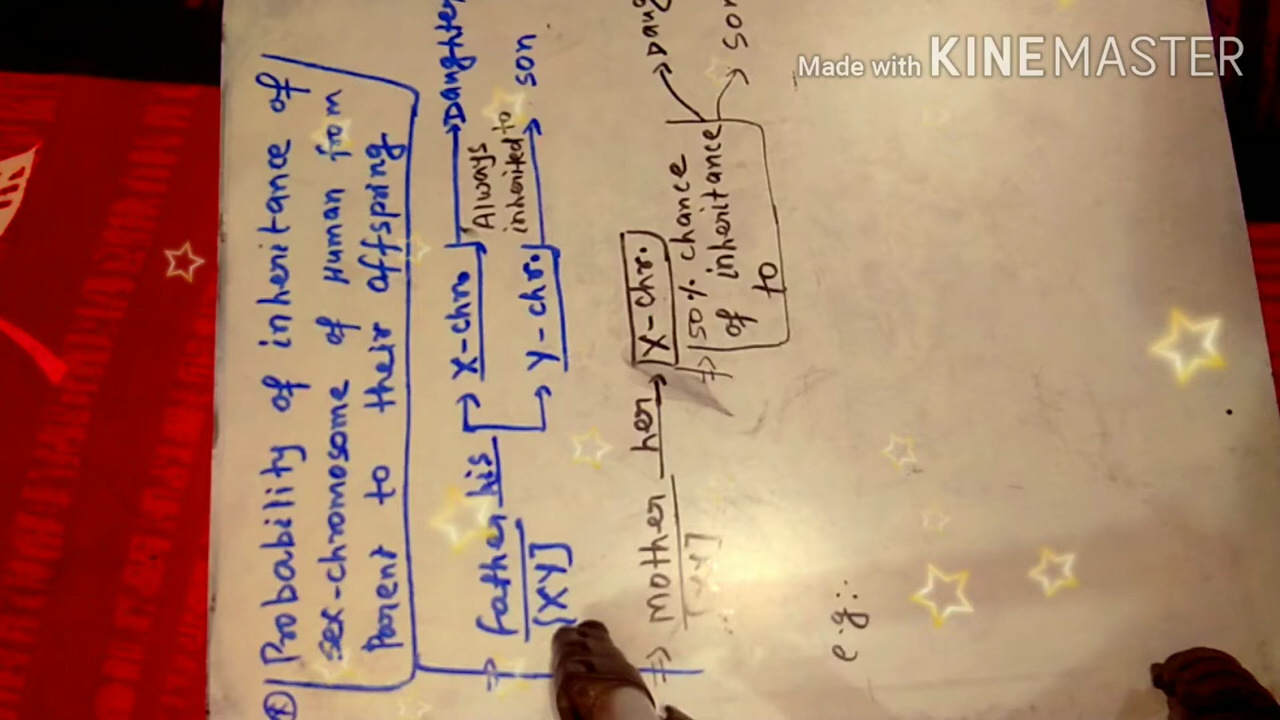 Probability of inheritance of
sex-chromosome of Human from
Parent to their offspring
⇒ Father his → X-chro → Daughter
[XY] → Y-chr. → son
Always
inherited to
⇒ Mother her → X-chr.
⇒ 50% chance
of inheritance
to
→ son
e.g:-
Made with KINEMASTER